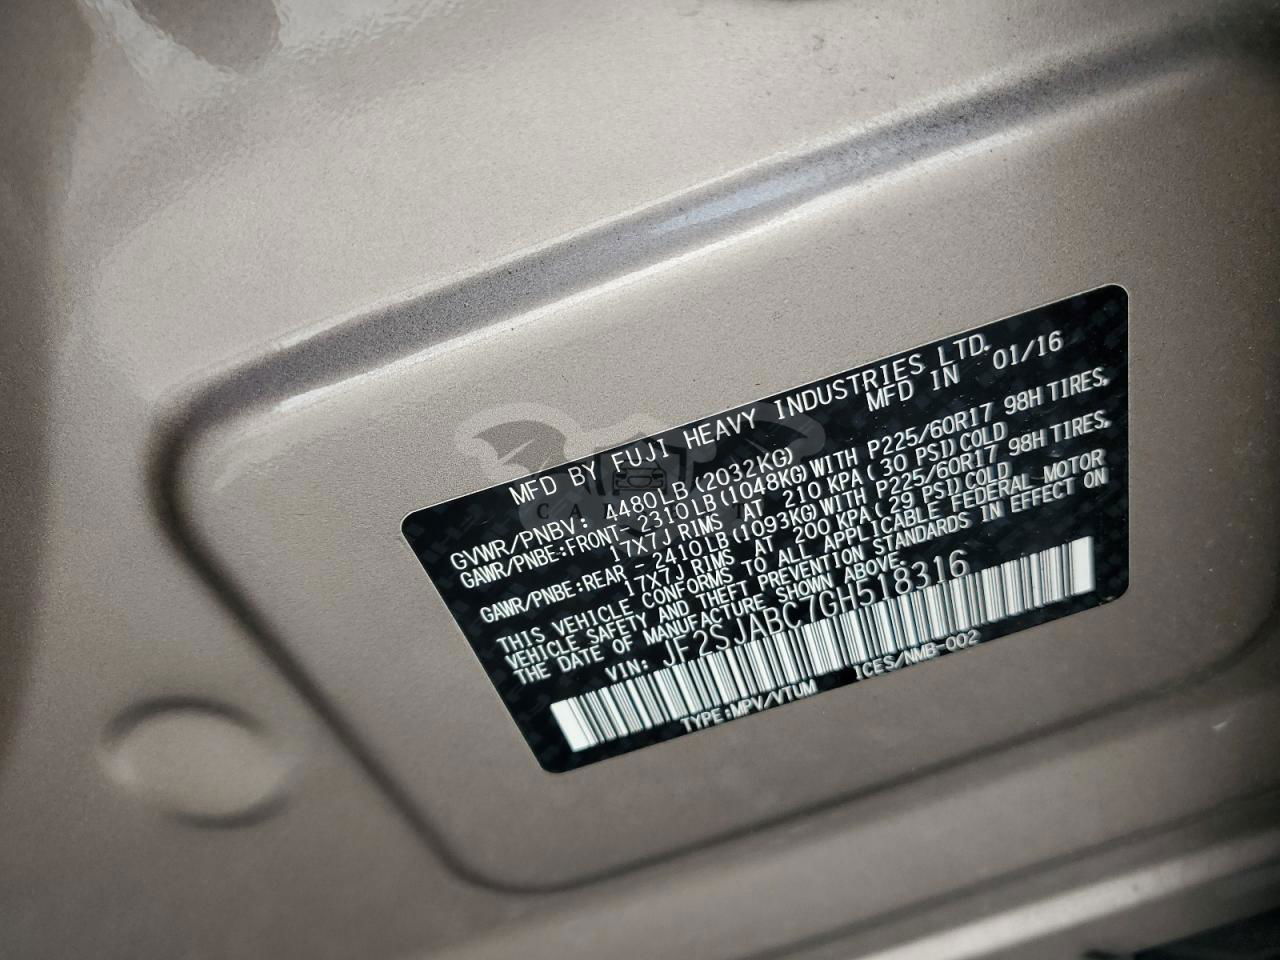 MFD BY FUJI HEAVY INDUSTRIES LTD.
MFD IN 01/16
GVWR/PNBV: 4480LB(2032KG)
GAWR/PNBE:FRONT-2310LB(1048KG)WITH P225/60R17 98H TIRES,
17X7J RIMS AT 210 KPA(30 PSI)COLD
GAWR/PNBE:REAR -2410LB(1093KG)WITH P225/60R17 98H TIRES,
17X7J RIMS AT 200 KPA(29 PSI)COLD
THIS VEHICLE CONFORMS TO ALL APPLICABLE FEDERAL MOTOR
VEHICLE SAFETY AND THEFT PREVENTION STANDARDS IN EFFECT ON
THE DATE OF MANUFACTURE SHOWN ABOVE.
VIN: JF2SJABC7GH518316
TYPE:MPV/VTUM ICES/NMB-002